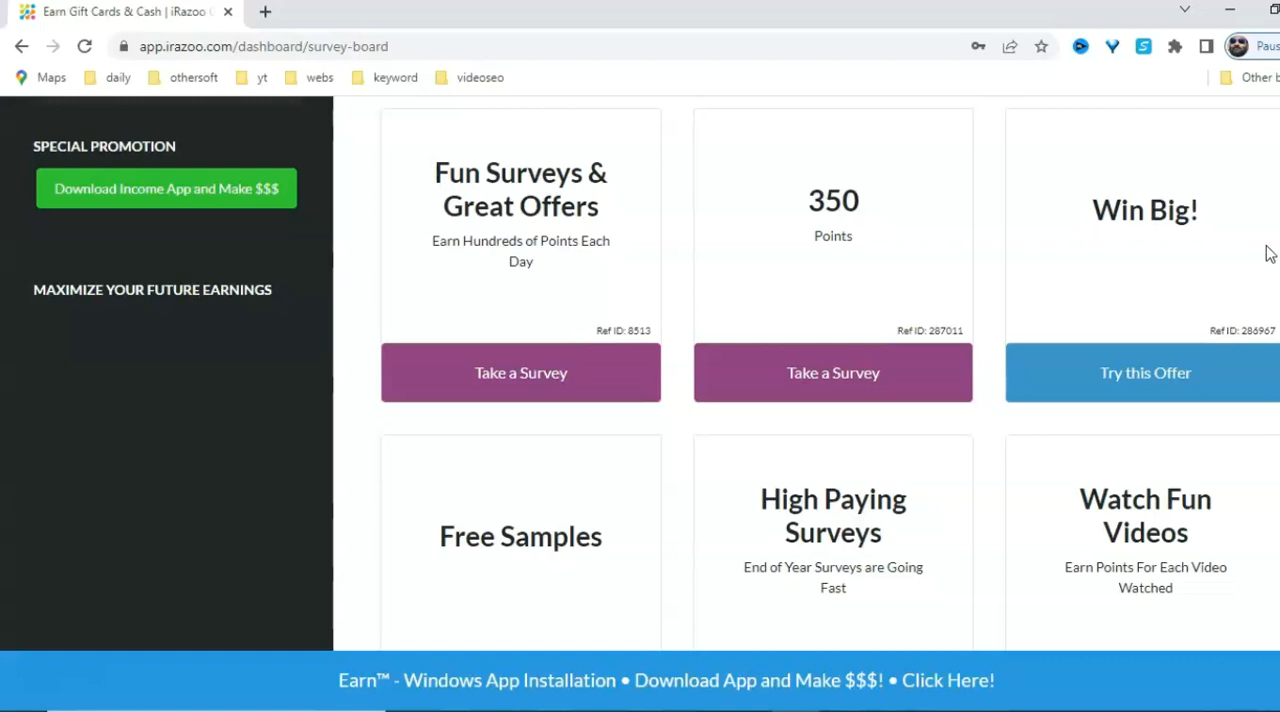 Earn Gift Cards & Cash | iRazoo
app.irazoo.com/dashboard/survey-board
Paus
Maps daily othersoft yt webs keyword videoseo Other b
SPECIAL PROMOTION
Download Income App and Make $$$
MAXIMIZE YOUR FUTURE EARNINGS
Fun Surveys &
Great Offers
Earn Hundreds of Points Each
Day
Ref ID: 8513
Take a Survey
350
Points
Ref ID: 287011
Take a Survey
Win Big!
Ref ID: 286967
Try this Offer
Free Samples
High Paying
Surveys
End of Year Surveys are Going
Fast
Watch Fun
Videos
Earn Points For Each Video
Watched
Earn™ - Windows App Installation • Download App and Make $$$! • Click Here!